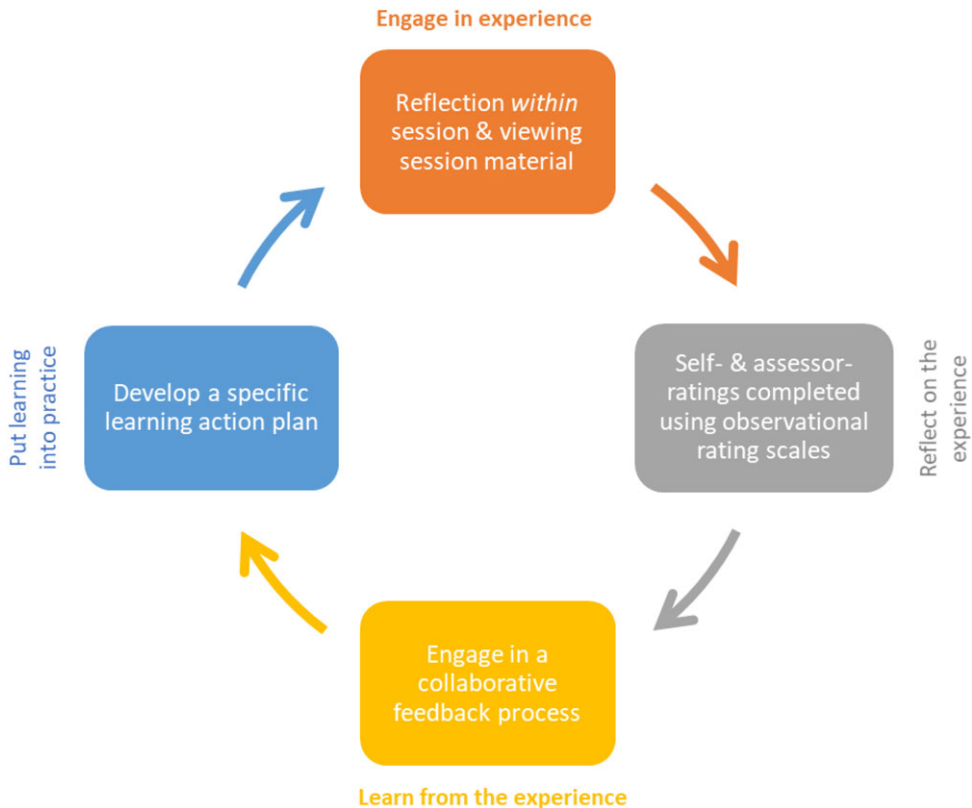 Engage in experience
Reflection within
session & viewing
session material
Self- & assessor-
ratings completed
using observational
rating scales
Reflect on the
experience
Engage in a
collaborative
feedback process
Learn from the experience
Develop a specific
learning action plan
Put learning
into practice